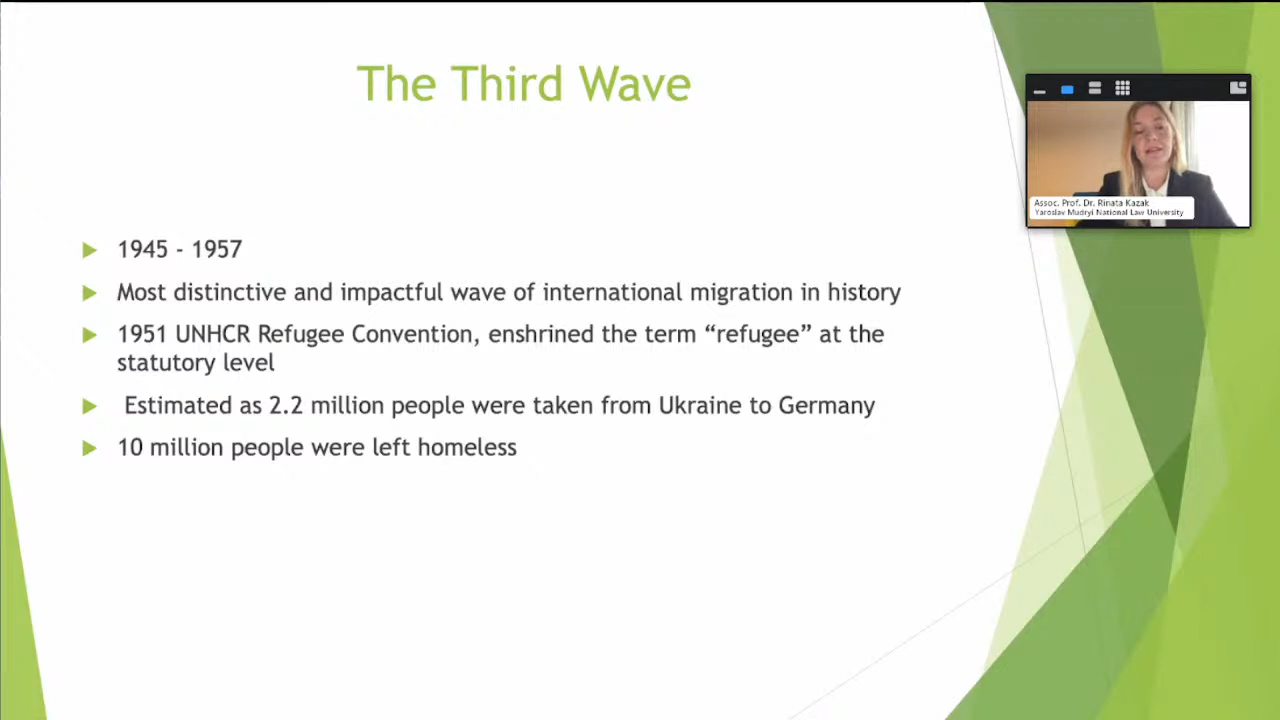 The Third Wave
Assoc. Prof. Dr. Rinata Kazak
Yaroslav Mudryi National Law University
1945 - 1957
Most distinctive and impactful wave of international migration in history
1951 UNHCR Refugee Convention, enshrined the term “refugee” at the
statutory level
Estimated as 2.2 million people were taken from Ukraine to Germany
10 million people were left homeless